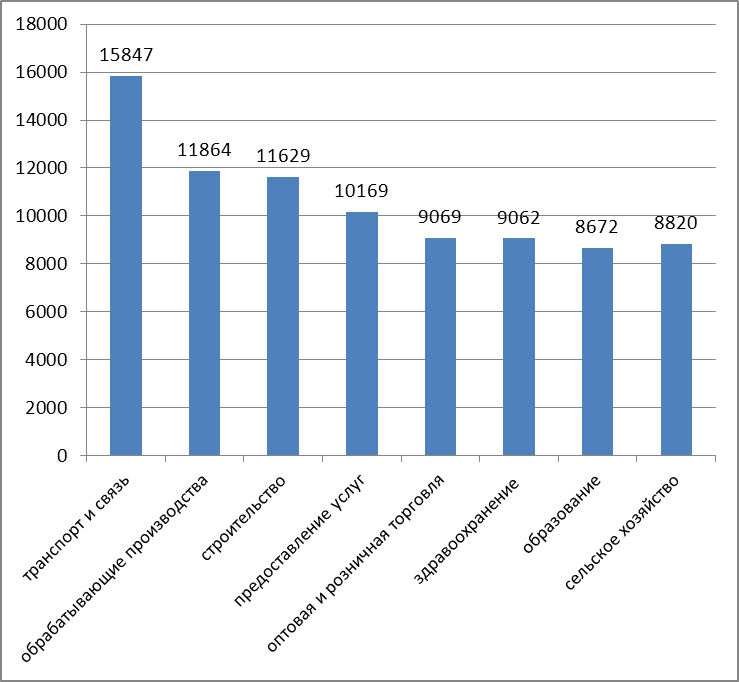 18000
16000
14000
12000
10000
8000
6000
4000
2000
0
15847
11864
11629
10169
9069
9062
8672
8820
транспорт и связь
обрабатывающие производства
строительство
предоставление услуг
оптовая и розничная торговля
здравоохранение
образование
сельское хозяйство